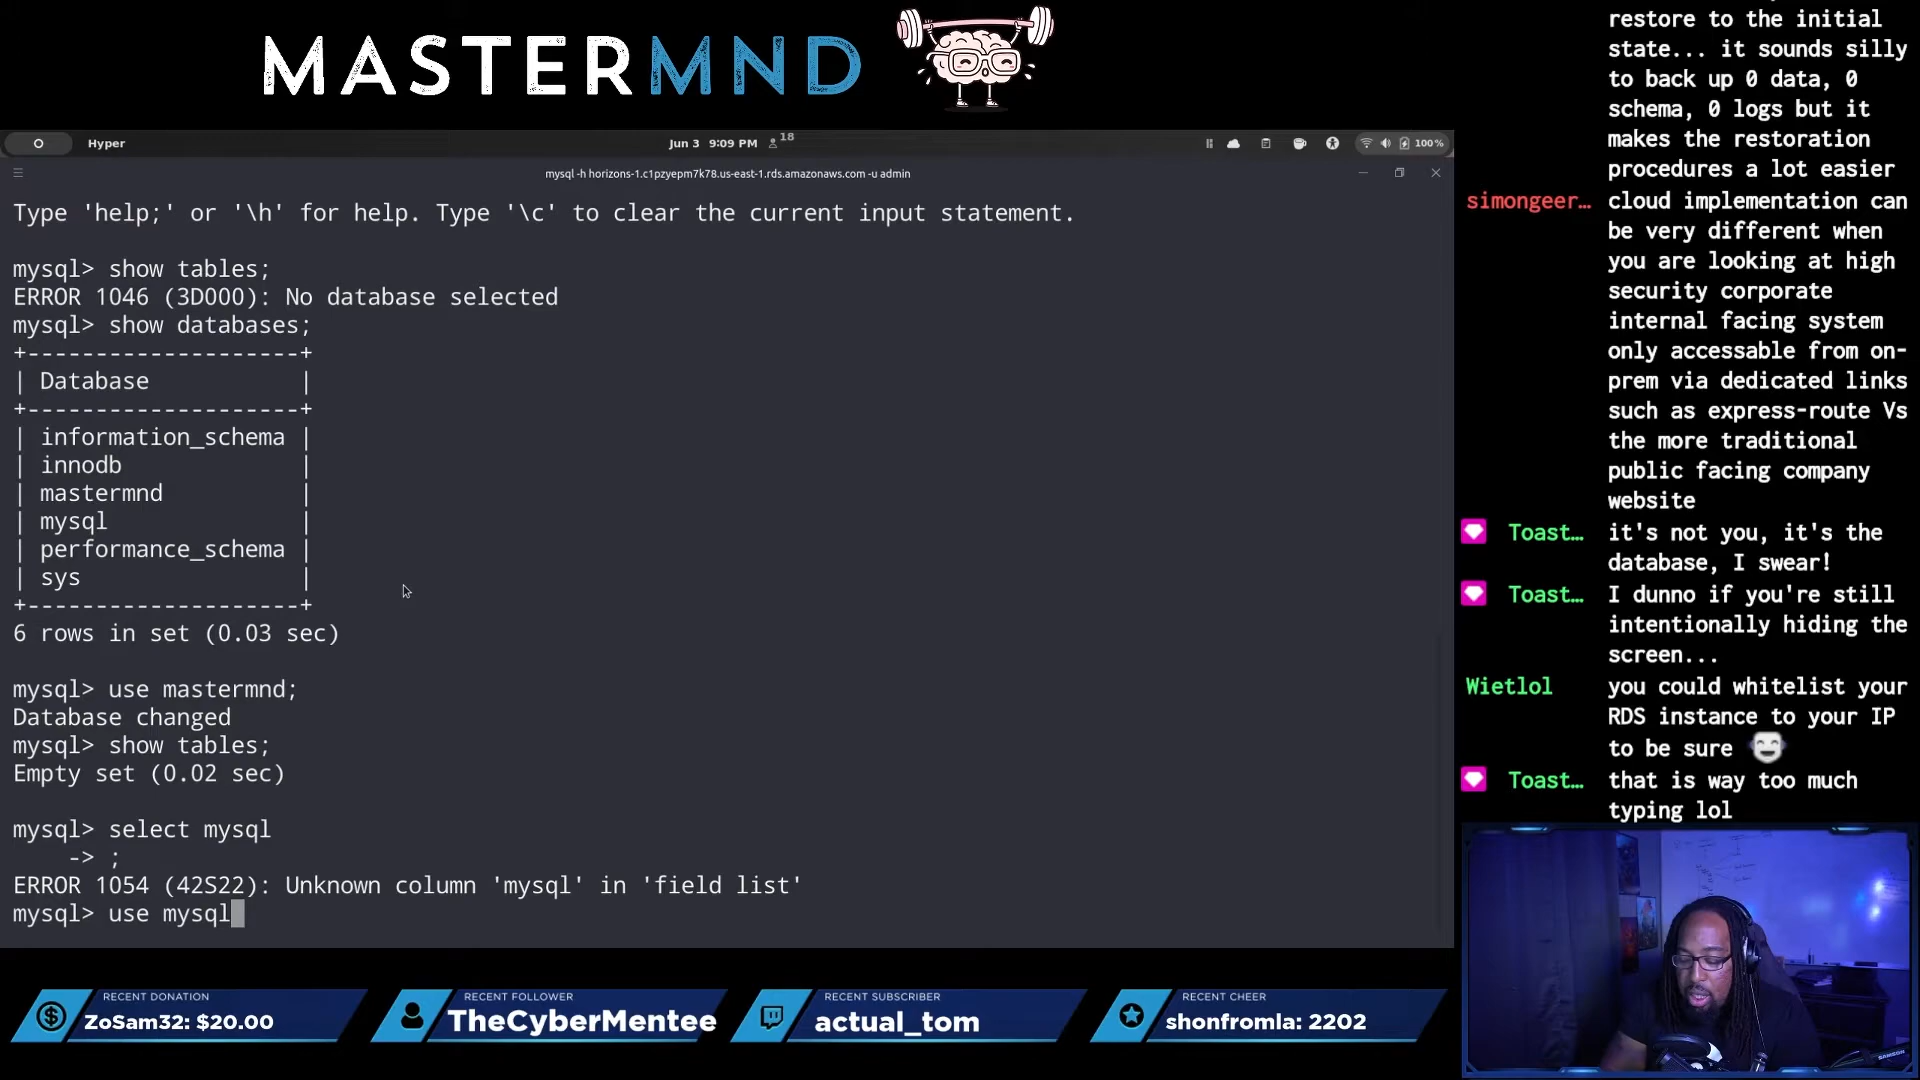 MASTERMND
Hyper
Jun 3 9:09 PM
18
100%
mysql -h horizons-1.c1pzyepm7k78.us-east-1.rds.amazonaws.com -u admin
Type 'help;' or '\h' for help. Type '\c' to clear the current input statement.
mysql> show tables;
ERROR 1046 (3D000): No database selected
mysql> show databases;
+--------------------+
| Database           |
+--------------------+
| information_schema |
| innodb             |
| mastermnd          |
| mysql              |
| performance_schema |
| sys                |
+--------------------+
6 rows in set (0.03 sec)
mysql> use mastermnd;
Database changed
mysql> show tables;
Empty set (0.02 sec)
mysql> select mysql
    -> ;
ERROR 1054 (42S22): Unknown column 'mysql' in 'field list'
mysql> use mysql
restore to the initial
state... it sounds silly
to back up 0 data, 0
schema, 0 logs but it
makes the restoration
procedures a lot easier
simongeer… cloud implementation can
be very different when
you are looking at high
security corporate
internal facing system
only accessable from on-
prem via dedicated links
such as express-route Vs
the more traditional
public facing company
website
Toast… it's not you, it's the
database, I swear!
Toast… I dunno if you're still
intentionally hiding the
screen...
Wietlol you could whitelist your
RDS instance to your IP
to be sure
Toast… that is way too much
typing lol
SAMSON
RECENT DONATION
ZoSam32: $20.00
RECENT FOLLOWER
TheCyberMentee
RECENT SUBSCRIBER
actual_tom
RECENT CHEER
shonfromla: 2202